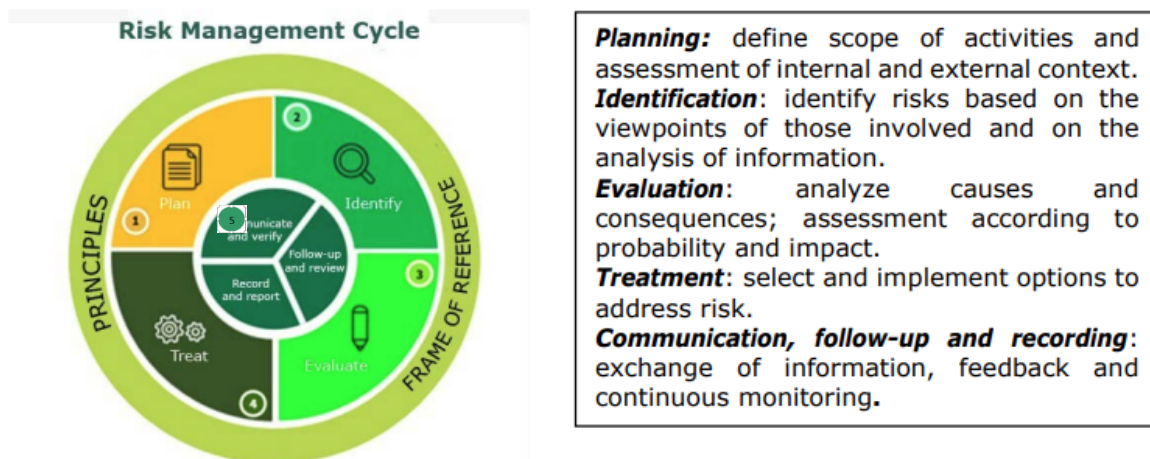 Risk Management Cycle
PRINCIPLES
FRAME OF REFERENCE
1
Plan
2
Identify
3
Evaluate
4
Treat
5
and verify
Follow-up
and review
Record
and report
Planning: define scope of activities and
assessment of internal and external context.
Identification: identify risks based on the
viewpoints of those involved and on the
analysis of information.
Evaluation: analyze causes and
consequences; assessment according to
probability and impact.
Treatment: select and implement options to
address risk.
Communication, follow-up and recording:
exchange of information, feedback and
continuous monitoring.